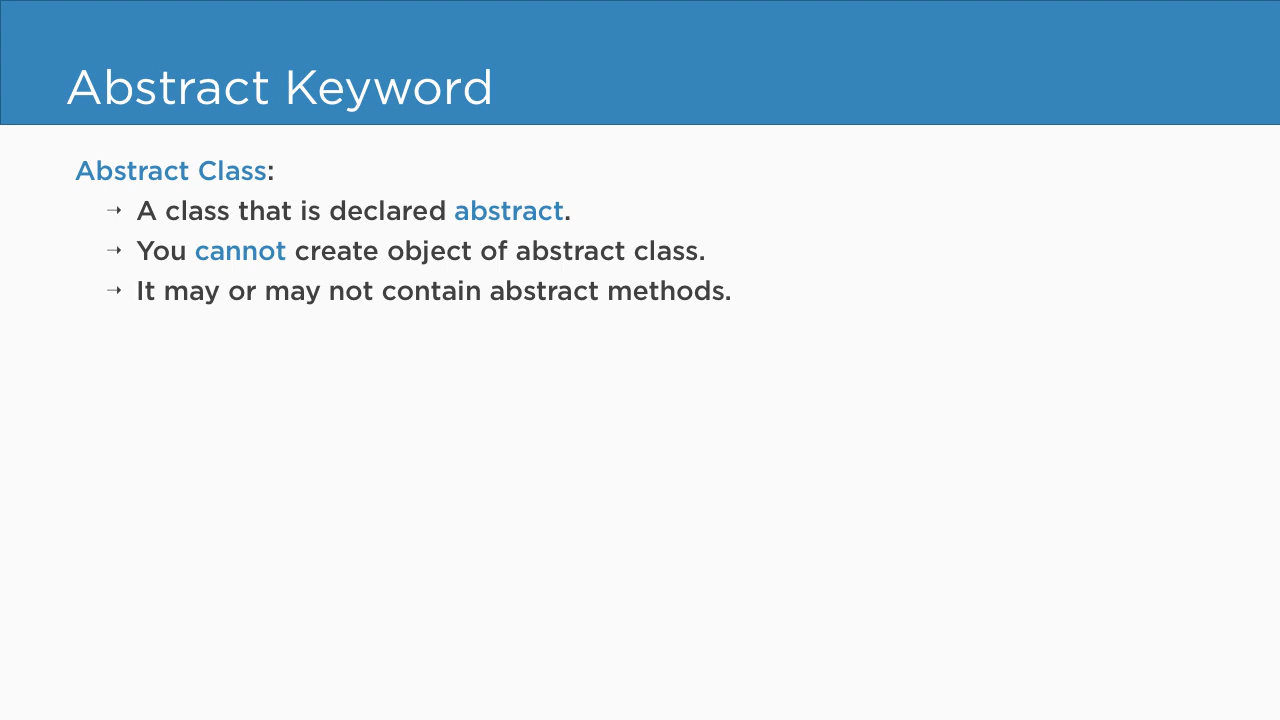 Abstract Keyword
Abstract Class:
→ A class that is declared abstract.
→ You cannot create object of abstract class.
→ It may or may not contain abstract methods.